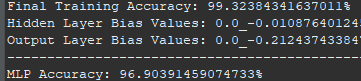 Final Training Accuracy: 99.32384341637011%
Hidden Layer Bias Values: 0.0_-0.01087640124
Output Layer Bias Values: 0.0_-0.21243743384
--------------------------------------------
MLP Accuracy: 96.90391459074733%